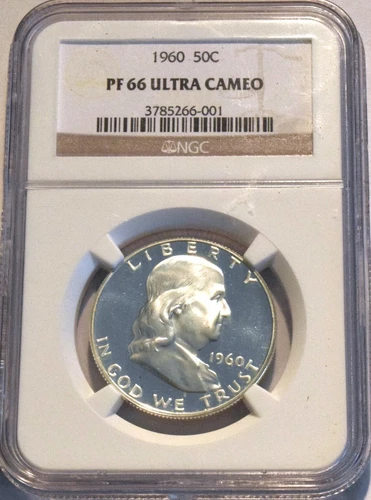 1960 50C
PF 66 ULTRA CAMEO
3785266-001
NGC
LIBERTY
1960
IN GOD WE TRUST